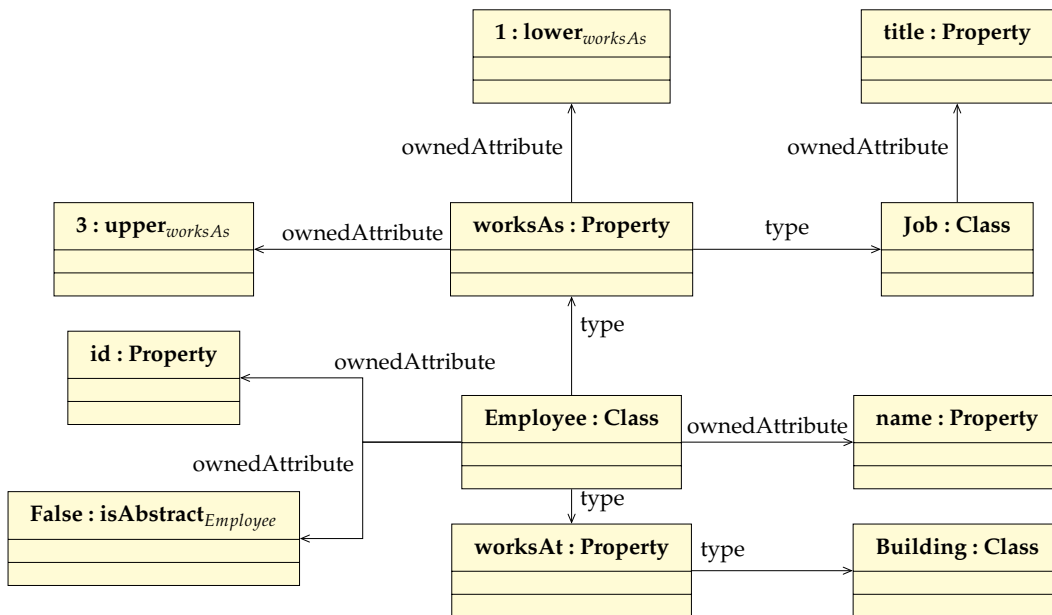 1 : lower_worksAs
title : Property
ownedAttribute
ownedAttribute
3 : upper_worksAs
ownedAttribute
worksAs : Property
type
Job : Class
type
id : Property
ownedAttribute
Employee : Class
ownedAttribute
name : Property
ownedAttribute
type
False : isAbstract_Employee
worksAt : Property
type
Building : Class